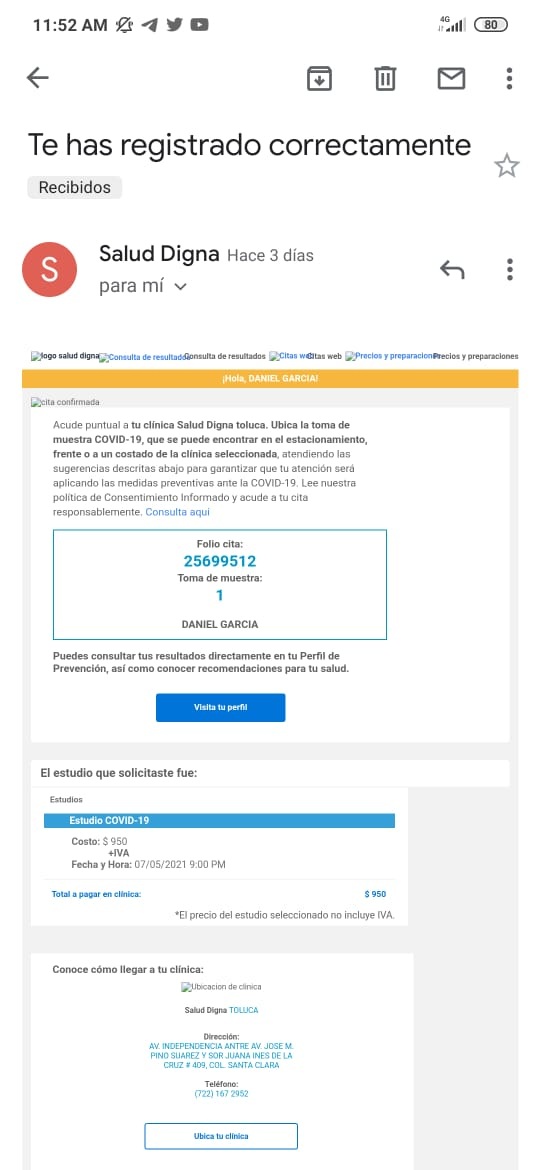 11:52 AM
4G
80
Te has registrado correctamente
Recibidos
S
Salud Digna Hace 3 días
para mí
logo salud digna Consulta de resultados Consulta de resultados Citas web Citas web Precios y preparaciones Precios y preparaciones
¡Hola, DANIEL GARCIA!
cita confirmada
Acude puntual a tu clínica Salud Digna toluca. Ubica la toma de
muestra COVID-19, que se puede encontrar en el estacionamiento,
frente o a un costado de la clínica seleccionada, atendiendo las
sugerencias descritas abajo para garantizar que tu atención será
aplicando las medidas preventivas ante la COVID-19. Lee nuestra
política de Consentimiento Informado y acude a tu cita
responsablemente. Consulta aqui
Folio cita:
25699512
Toma de muestra:
1
DANIEL GARCIA
Puedes consultar tus resultados directamente en tu Perfil de
Prevención, así como conocer recomendaciones para tu salud.
Visita tu perfil
El estudio que solicitaste fue:
Estudios
Estudio COVID-19
Costo: $ 950
+IVA
Fecha y Hora: 07/05/2021 9:00 PM
Total a pagar en clínica: $ 950
*El precio del estudio seleccionado no incluye IVA.
Conoce cómo llegar a tu clínica:
Ubicacion de clinica
Salud Digna TOLUCA
Dirección:
AV. INDEPENDENCIA ANTRE AV. JOSE M.
PINO SUAREZ Y SOR JUANA INES DE LA
CRUZ # 409, COL. SANTA CLARA
Teléfono:
(722) 167 2952
Ubica tu clínica